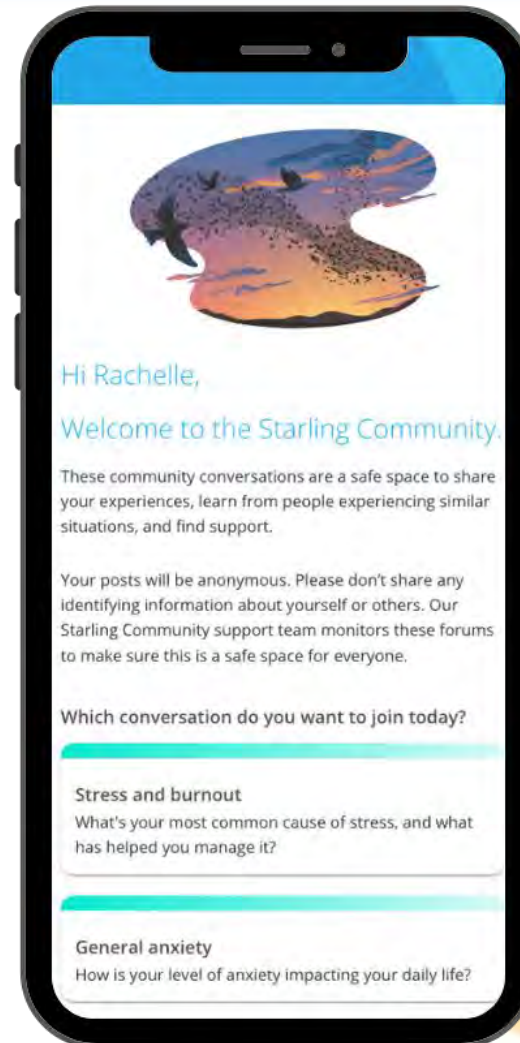 Hi Rachelle,
Welcome to the Starling Community.
These community conversations are a safe space to share
your experiences, learn from people experiencing similar
situations, and find support.
Your posts will be anonymous. Please don't share any
identifying information about yourself or others. Our
Starling Community support team monitors these forums
to make sure this is a safe space for everyone.
Which conversation do you want to join today?
Stress and burnout
What's your most common cause of stress, and what
has helped you manage it?
General anxiety
How is your level of anxiety impacting your daily life?